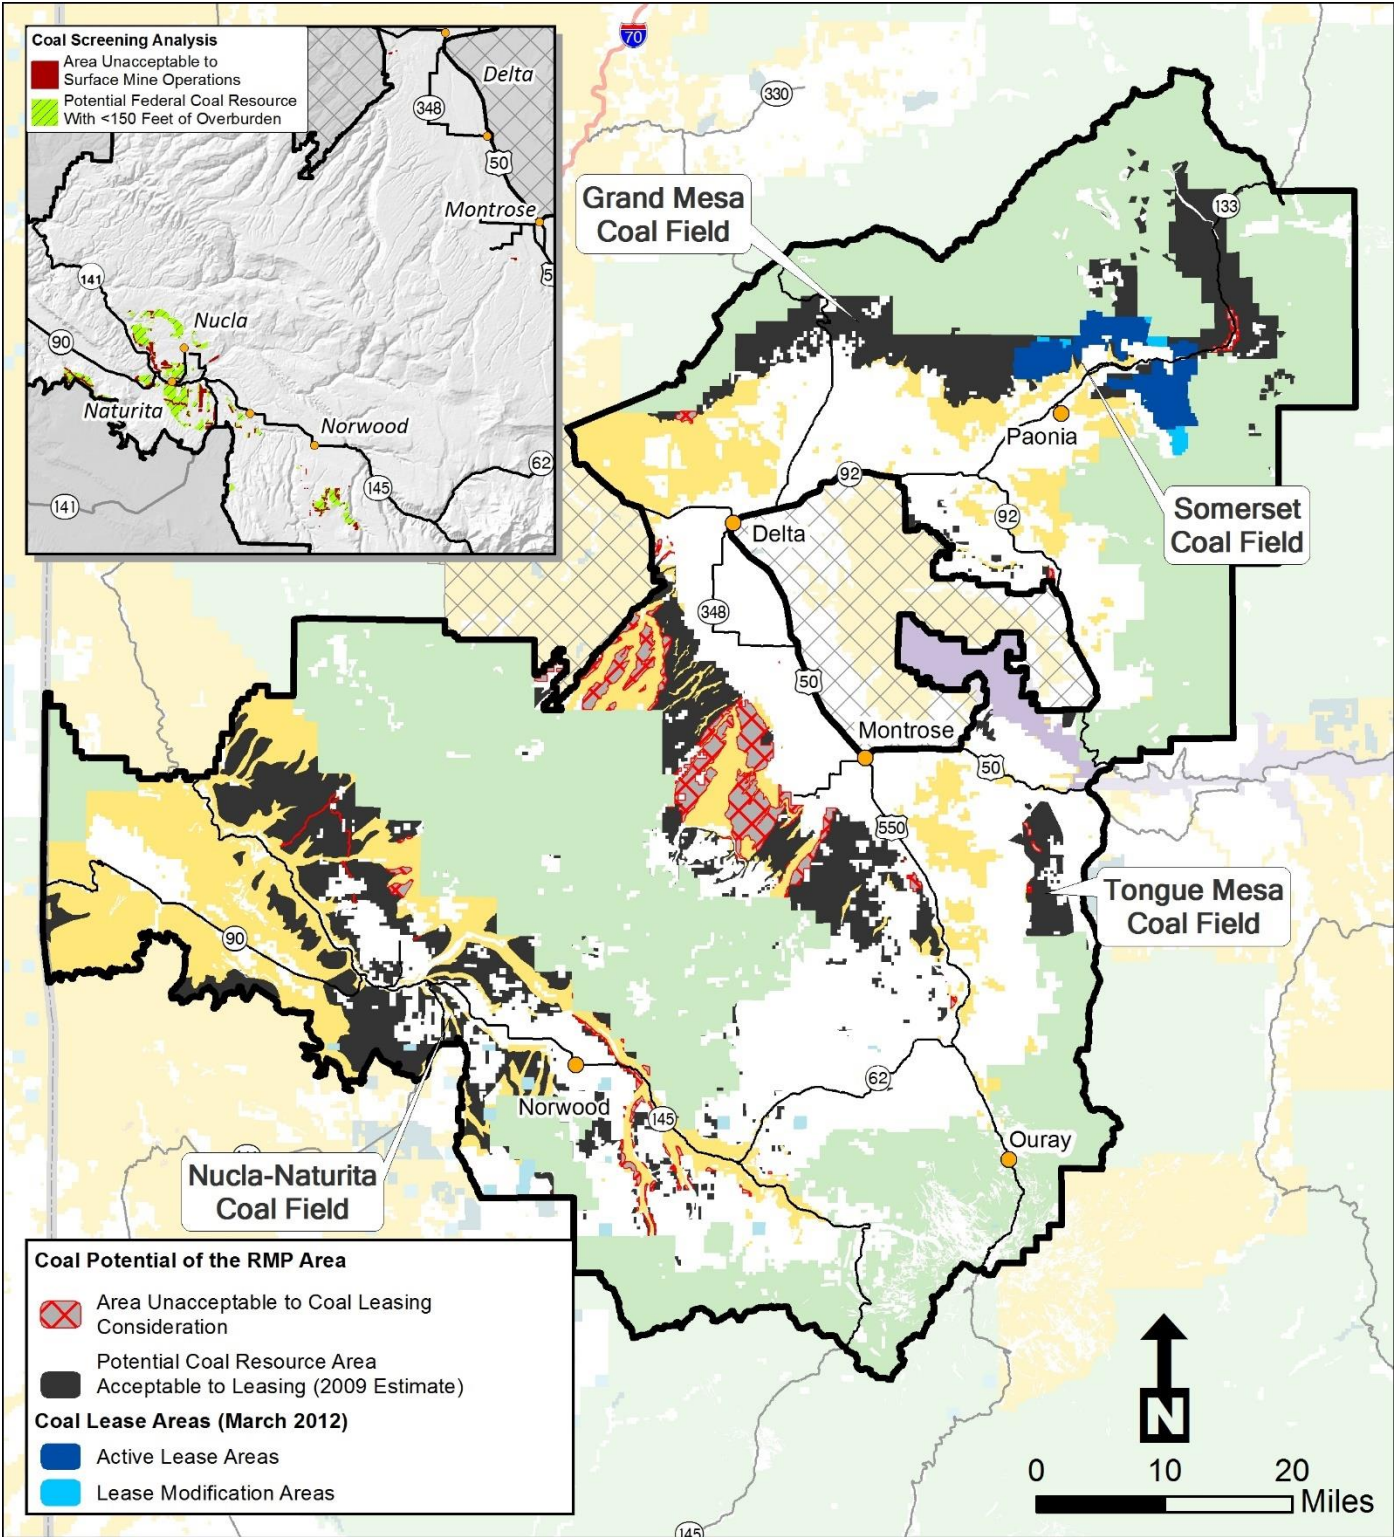 Coal Screening Analysis
Area Unacceptable to
Surface Mine Operations
Potential Federal Coal Resource
With <150 Feet of Overburden
Delta
348
50
Montrose
5
141
Nucla
90
Naturita
Norwood
62
145
141
70
330
Grand Mesa
Coal Field
133
Paonia
92
92
Somerset
Coal Field
Delta
348
50
Montrose
50
550
Tongue Mesa
Coal Field
90
62
Norwood
145
Ouray
Nucla-Naturita
Coal Field
Coal Potential of the RMP Area
Area Unacceptable to Coal Leasing
Consideration
Potential Coal Resource Area
Acceptable to Leasing (2009 Estimate)
Coal Lease Areas (March 2012)
Active Lease Areas
Lease Modification Areas
N
0 10 20
Miles
145